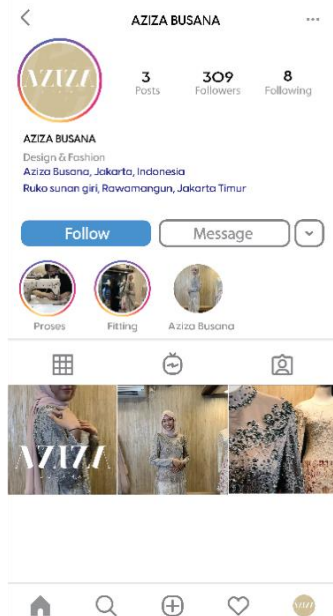 AZIZA BUSANA
AZIZA
3 309 8
Posts Followers Following
AZIZA BUSANA
Design & Fashion
Aziza Busana, Jakarta, Indonesia
Ruko sunan giri, Rawamangun, Jakarta Timur
Follow Message
Proses Fitting Aziza Busana
AZIZA